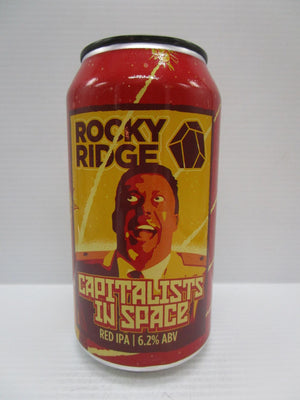 ROCKY
RIDGE
CAPITALISTS
IN SPACE
RED IPA | 6.2% ABV